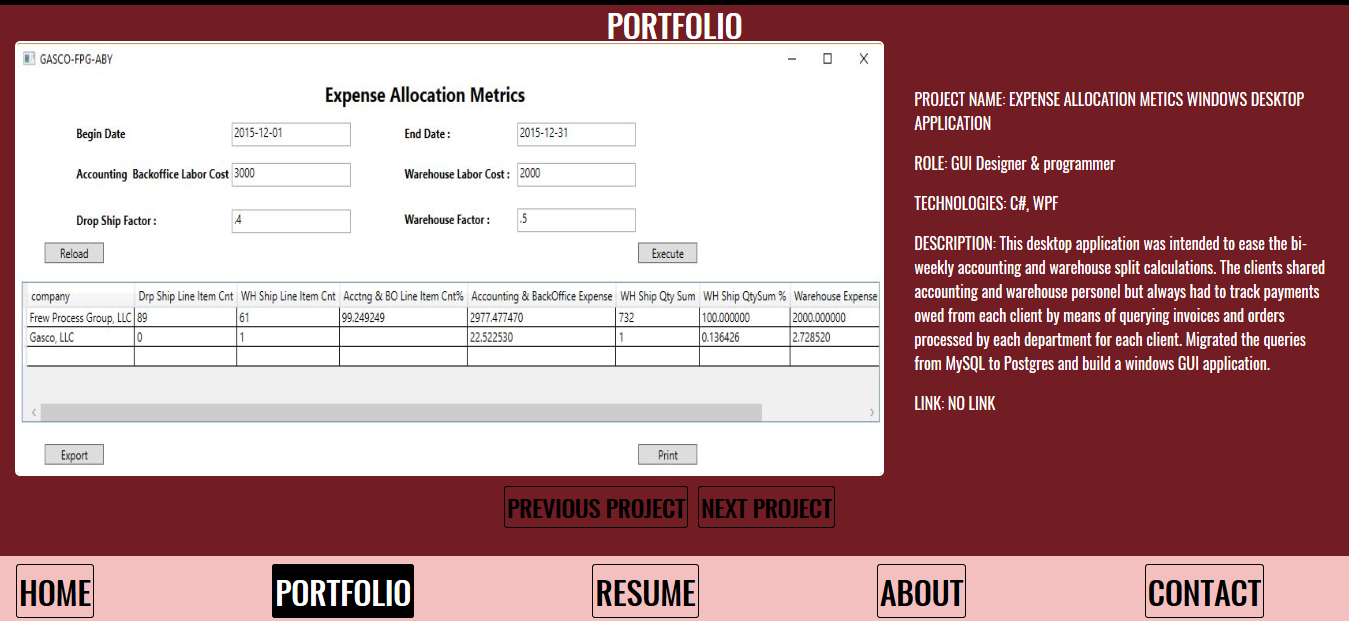 PORTFOLIO
GASCO-FPG-ABY
Expense Allocation Metrics
Begin Date 2015-12-01 End Date : 2015-12-31
Accounting Backoffice Labor Cost 3000 Warehouse Labor Cost : 2000
Drop Ship Factor : .4 Warehouse Factor : .5
Reload Execute
company Drp Ship Line Item Cnt WH Ship Line Item Cnt Acctng & BO Line Item Cnt% Accounting & BackOffice Expense WH Ship Qty Sum WH Ship QtySum % Warehouse Expense
Frew Process Group, LLC 89 61 99.249249 2977.477470 732 100.000000 2000.000000
Gasco, LLC 0 1 22.522530 1 0.136426 2.728520
Export Print
PROJECT NAME: EXPENSE ALLOCATION METICS WINDOWS DESKTOP
APPLICATION
ROLE: GUI Designer & programmer
TECHNOLOGIES: C#, WPF
DESCRIPTION: This desktop application was intended to ease the bi-
weekly accounting and warehouse split calculations. The clients shared
accounting and warehouse personel but always had to track payments
owed from each client by means of querying invoices and orders
processed by each department for each client. Migrated the queries
from MySQL to Postgres and build a windows GUI application.
LINK: NO LINK
PREVIOUS PROJECT NEXT PROJECT
HOME PORTFOLIO RESUME ABOUT CONTACT